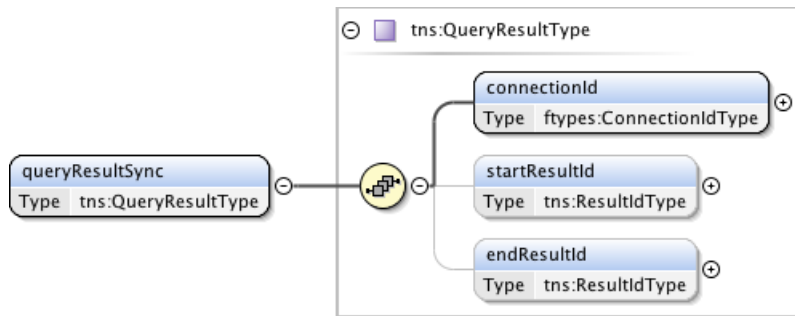 tns:QueryResultType
connectionId
Type ftypes:ConnectionIdType
queryResultSync
Type tns:QueryResultType
startResultId
Type tns:ResultIdType
endResultId
Type tns:ResultIdType